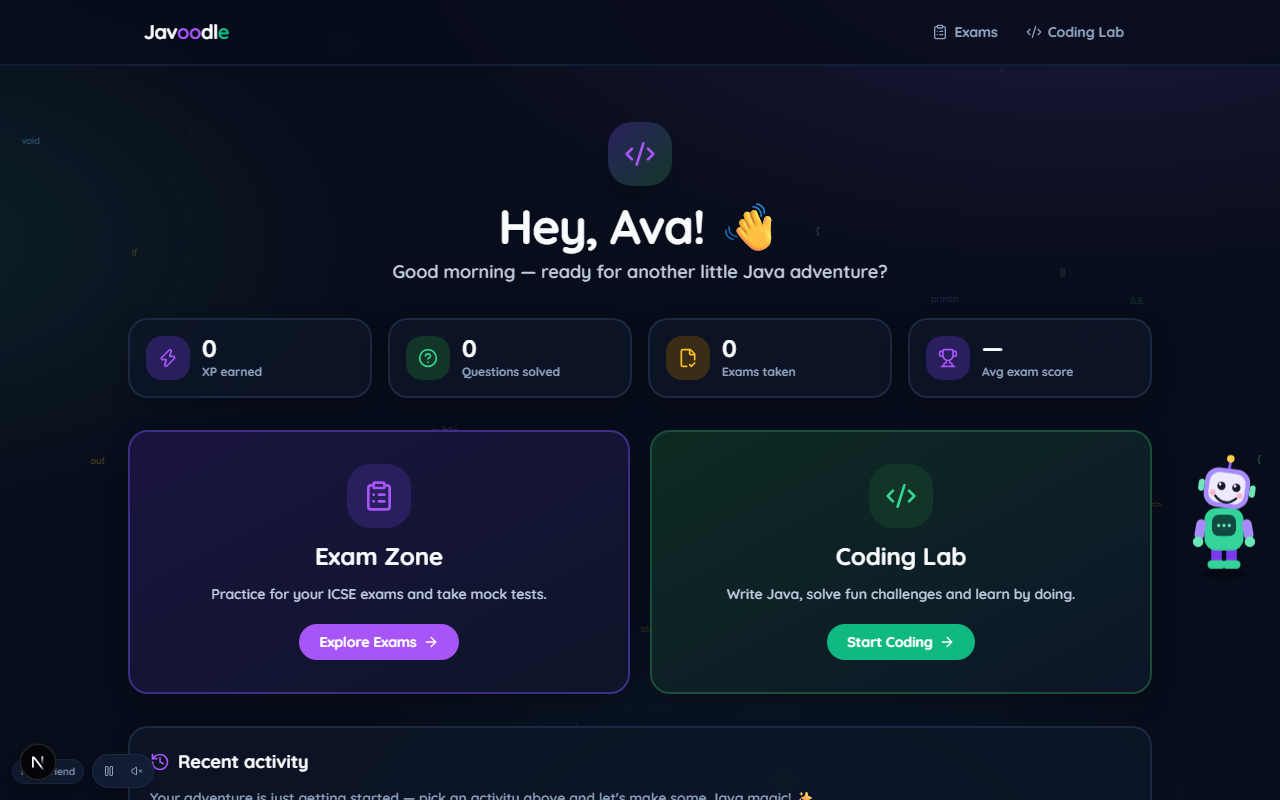 Javoodle
Exams
Coding Lab
void
if
{
||
println
&&
Hey, Ava!
Good morning — ready for another little Java adventure?
0
XP earned
0
Questions solved
0
Exams taken
—
Avg exam score
out
{
=>
Exam Zone
Practice for your ICSE exams and take mock tests.
Explore Exams →
Coding Lab
Write Java, solve fun challenges and learn by doing.
Start Coding →
N
Recent activity
Your adventure is just getting started — pick an activity above and let's make some Java magic!